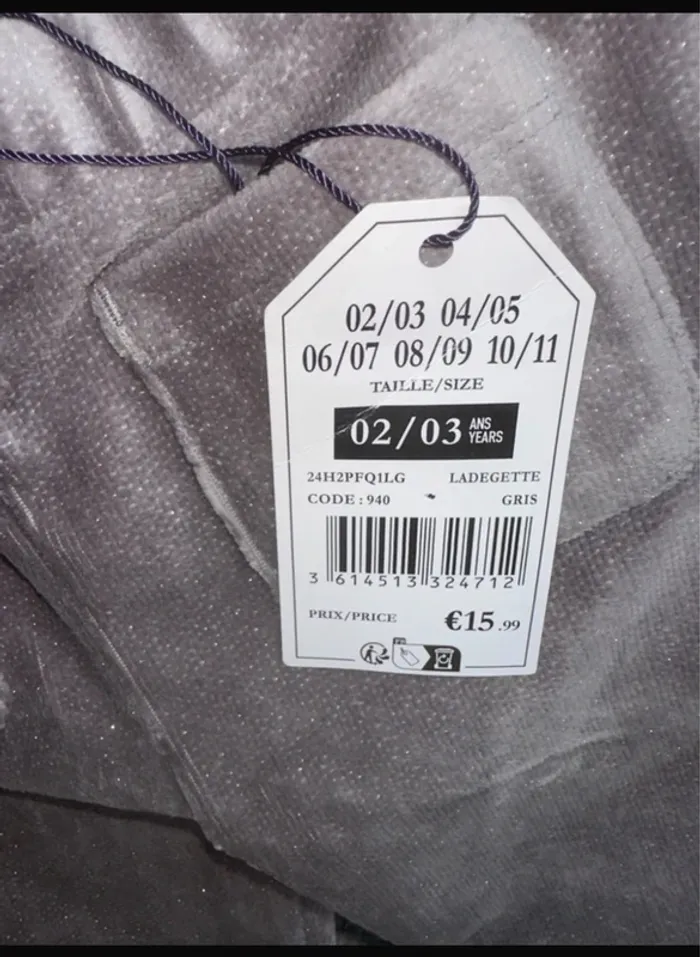 02/03 04/05
06/07 08/09 10/11
TAILLE/SIZE
02/03 ANS YEARS
24H2PFQ1LG LADEGETTE
CODE : 940 GRIS
3 614513 324712
PRIX/PRICE €15.99